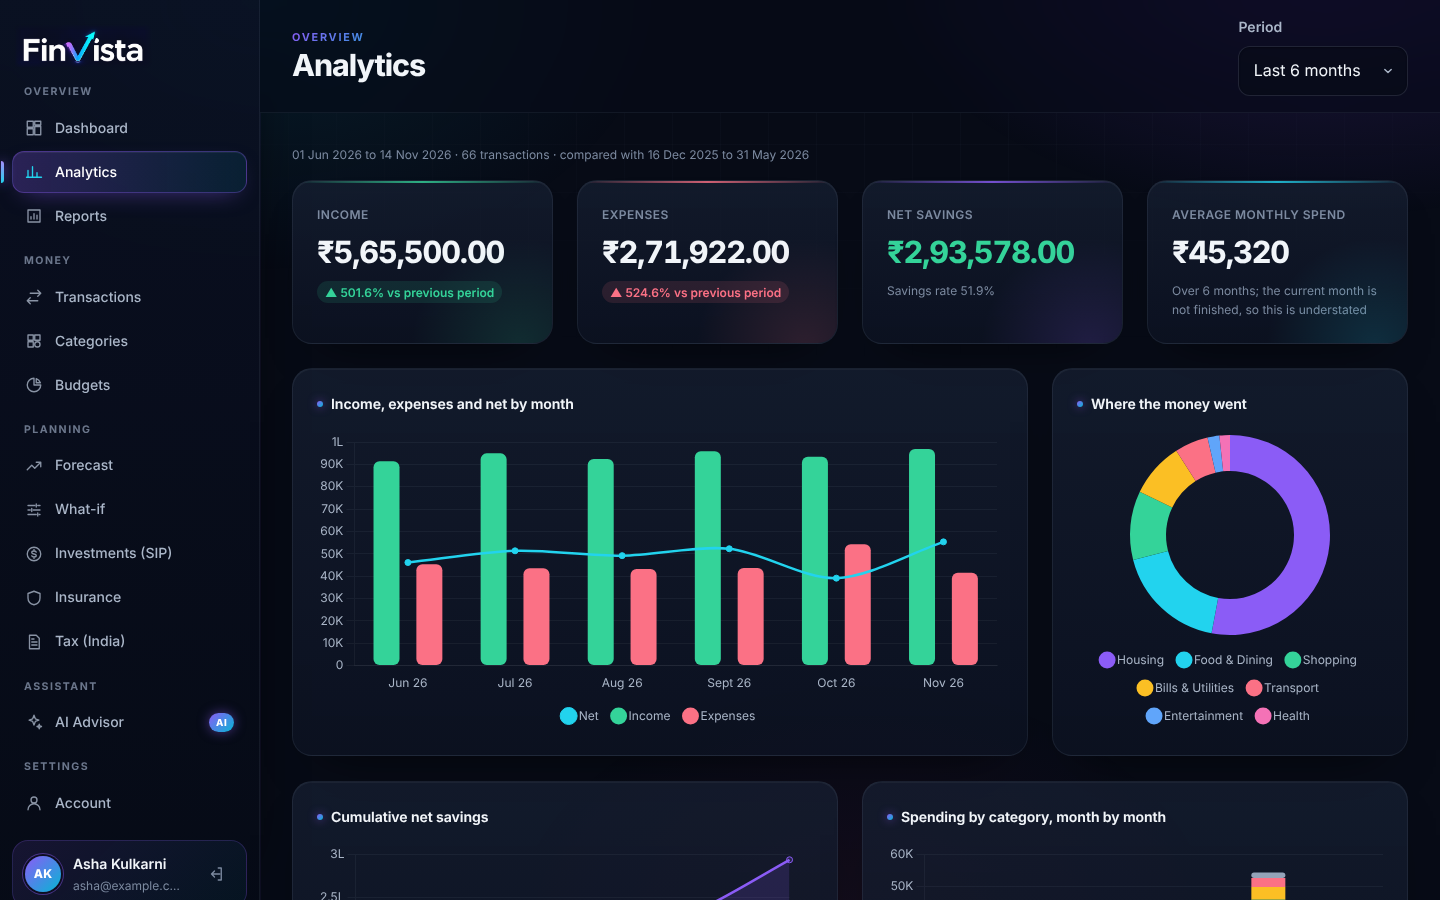 FinVista
OVERVIEW
Dashboard
Analytics
Reports
MONEY
Transactions
Categories
Budgets
PLANNING
Forecast
What-if
Investments (SIP)
Insurance
Tax (India)
ASSISTANT
AI Advisor AI
SETTINGS
Account
AK Asha Kulkarni
asha@example.c...
OVERVIEW
Analytics
Period
Last 6 months
01 Jun 2026 to 14 Nov 2026 · 66 transactions · compared with 16 Dec 2025 to 31 May 2026
INCOME
₹5,65,500.00
▲ 501.6% vs previous period
EXPENSES
₹2,71,922.00
▲ 524.6% vs previous period
NET SAVINGS
₹2,93,578.00
Savings rate 51.9%
AVERAGE MONTHLY SPEND
₹45,320
Over 6 months; the current month is
not finished, so this is understated
Income, expenses and net by month
1L
90K
80K
70K
60K
50K
40K
30K
20K
10K
0
Jun 26 Jul 26 Aug 26 Sept 26 Oct 26 Nov 26
Net Income Expenses
Where the money went
Housing Food & Dining Shopping
Bills & Utilities Transport
Entertainment Health
Cumulative net savings
3L
2.5L
Spending by category, month by month
60K
50K